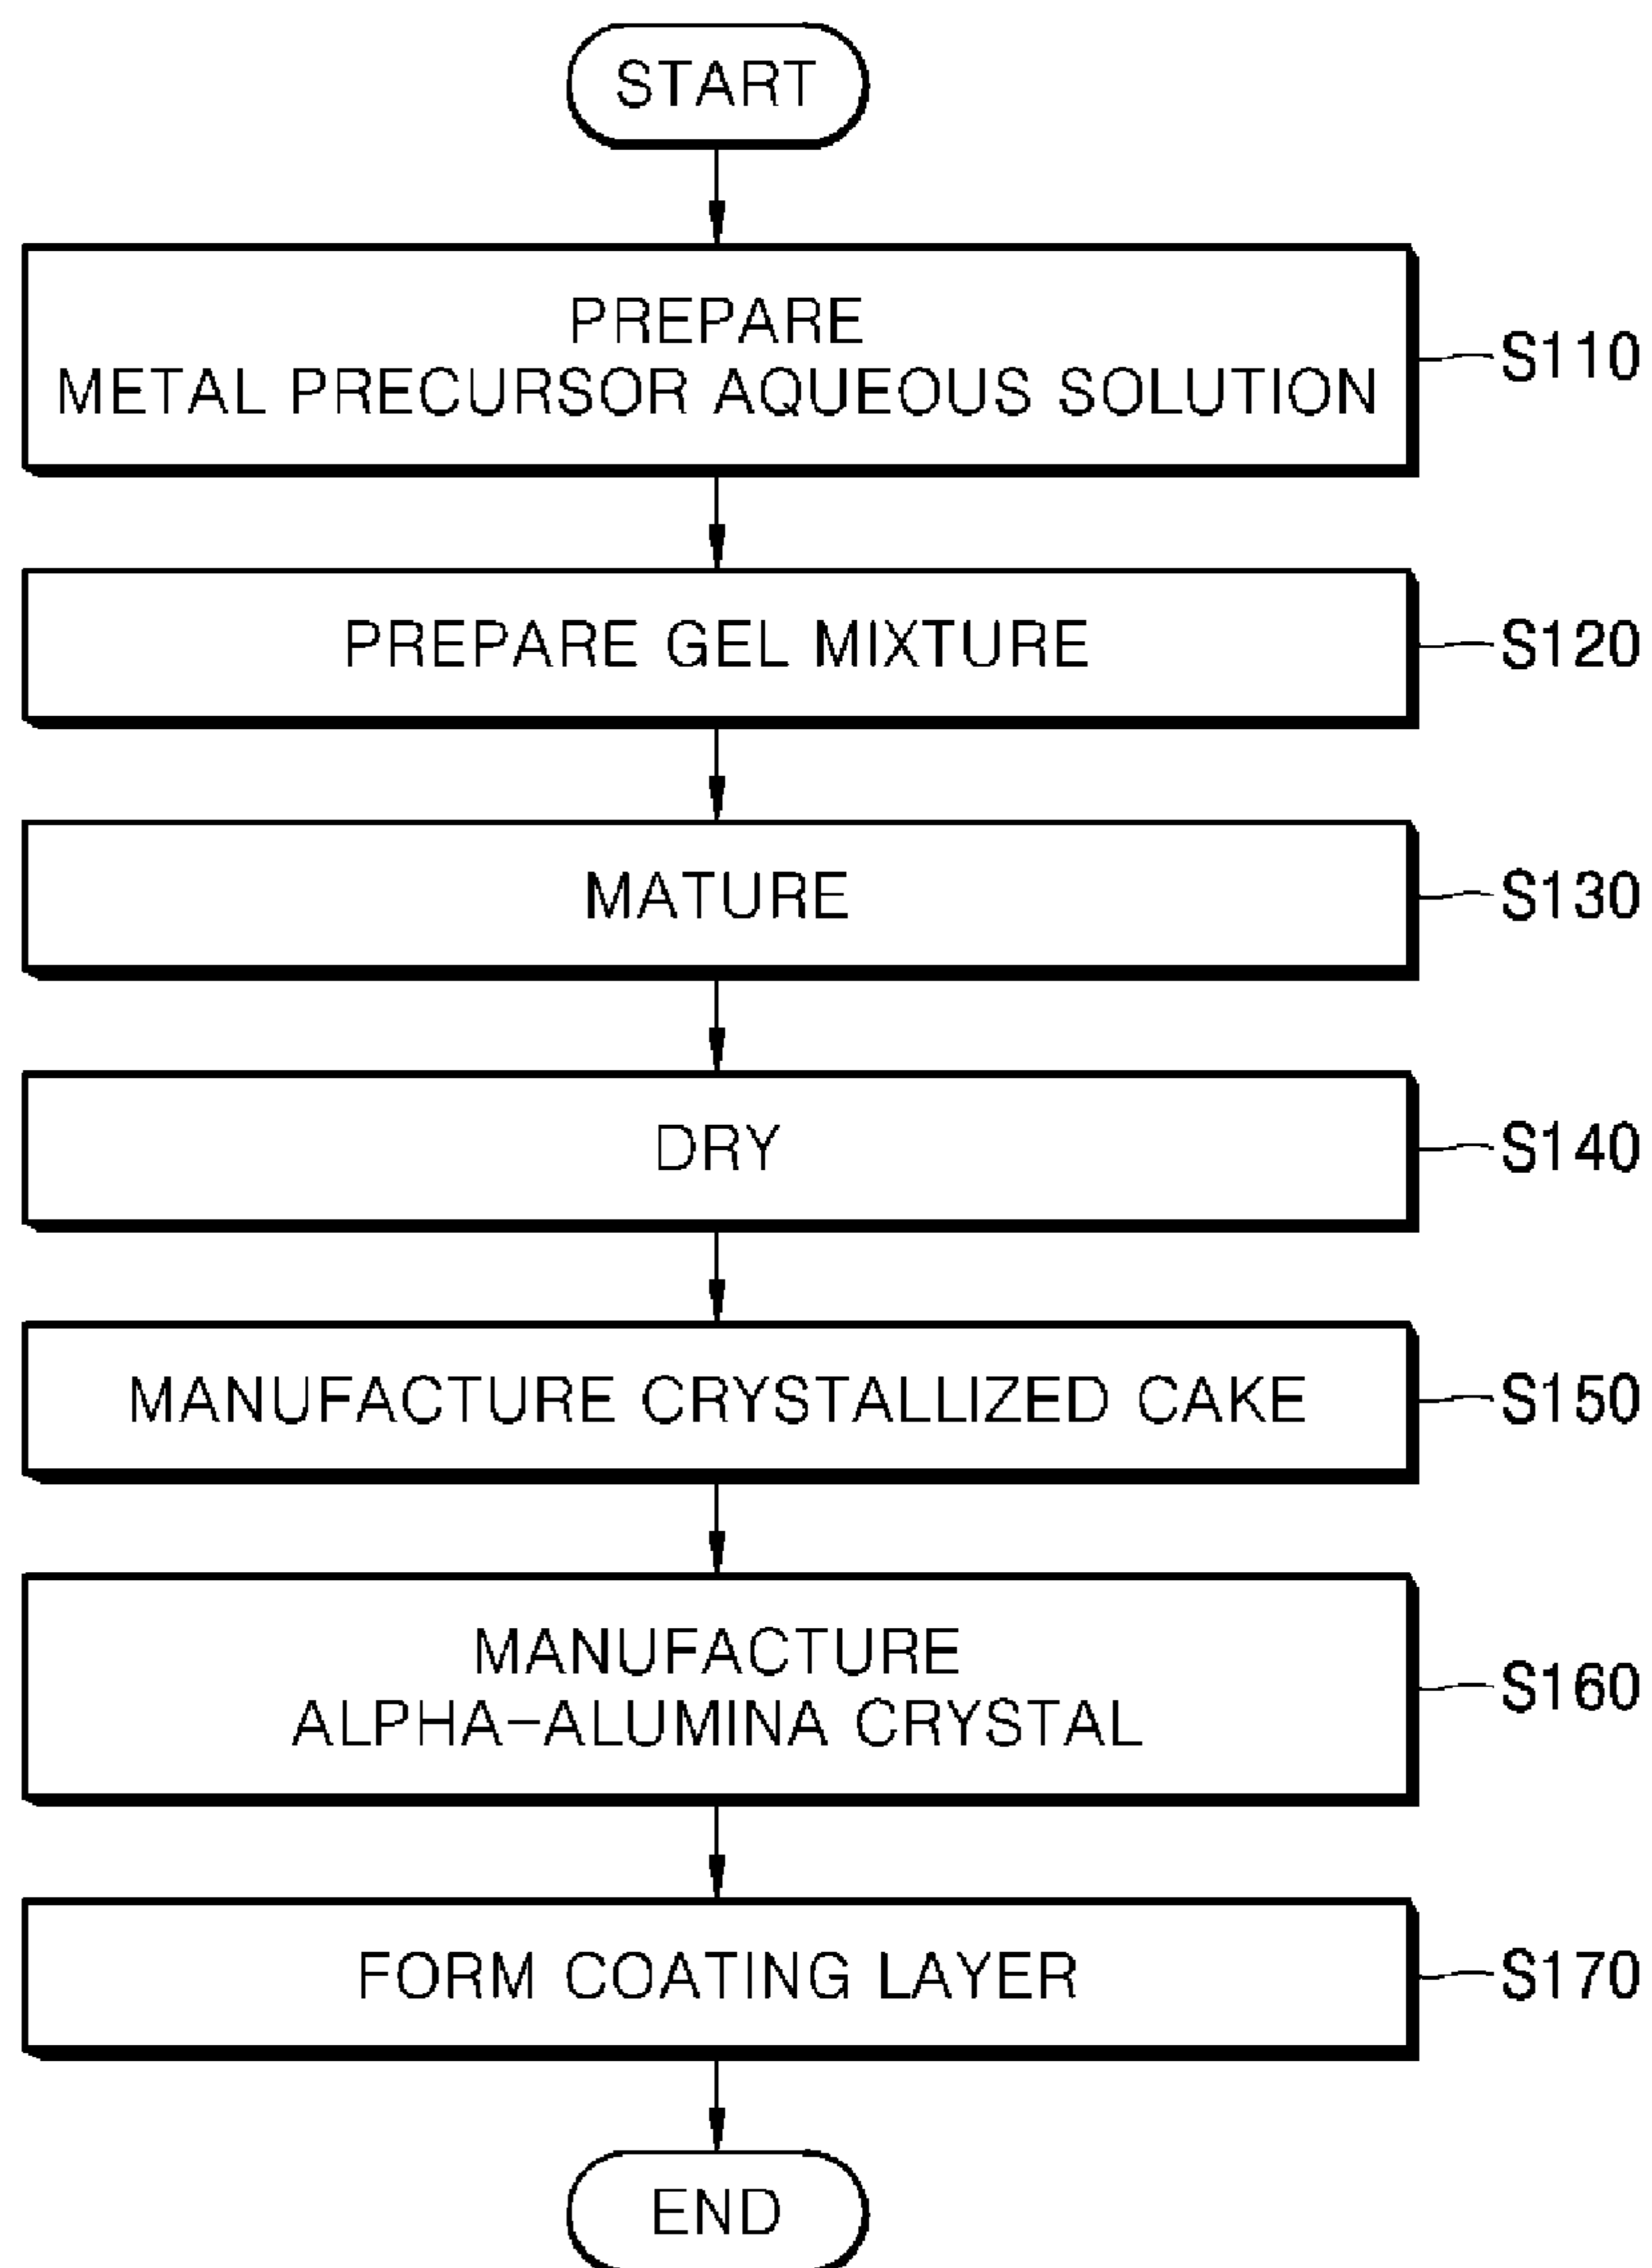 START
PREPARE
METAL PRECURSOR AQUEOUS SOLUTION
S110
PREPARE GEL MIXTURE
S120
MATURE
S130
DRY
S140
MANUFACTURE CRYSTALLIZED CAKE
S150
MANUFACTURE
ALPHA-ALUMINA CRYSTAL
S160
FORM COATING LAYER
S170
END